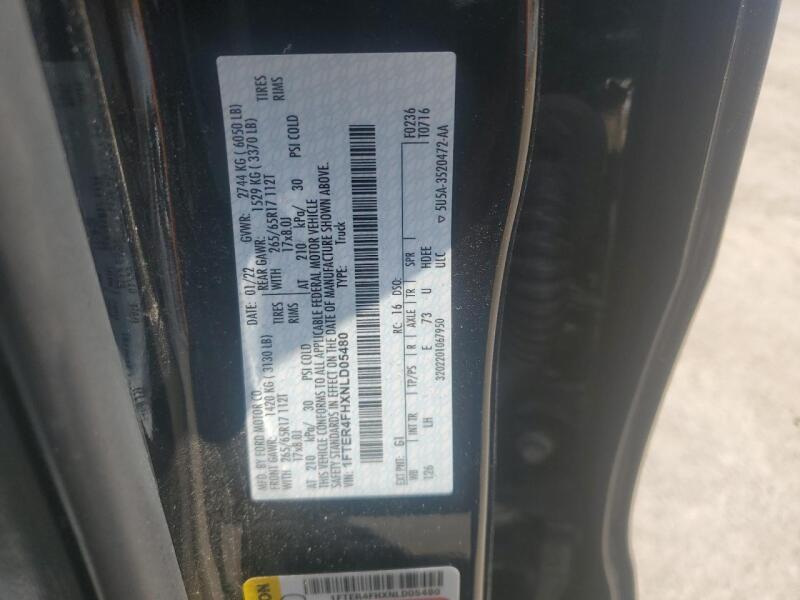 MFD. BY FORD MOTOR CO.
DATE: 01/22 GVWR: 2744 KG ( 6050 LB)
FRONT GAWR: 1420 KG ( 3130 LB) REAR GAWR: 1529 KG ( 3370 LB)
WITH 265/65R17 112T TIRES WITH 265/65R17 112T TIRES
17x8.0J RIMS 17x8.0J RIMS
AT 210 kPa/ 30 PSI COLD AT 210 kPa/ 30 PSI COLD
THIS VEHICLE CONFORMS TO ALL APPLICABLE FEDERAL MOTOR VEHICLE
SAFETY STANDARDS IN EFFECT ON THE DATE OF MANUFACTURE SHOWN ABOVE.
VIN: 1FTER4FHXNLD05480 TYPE: Truck
F0236
T0716
EXT PNT: G1 RC: 16 DSO:
WB INT TR TP/PS R AXLE TR SPR
126 LH E 73 U HDEE
3202201067950 ULC
5U5A-3520472-AA
1FTER4FHXNLD05480